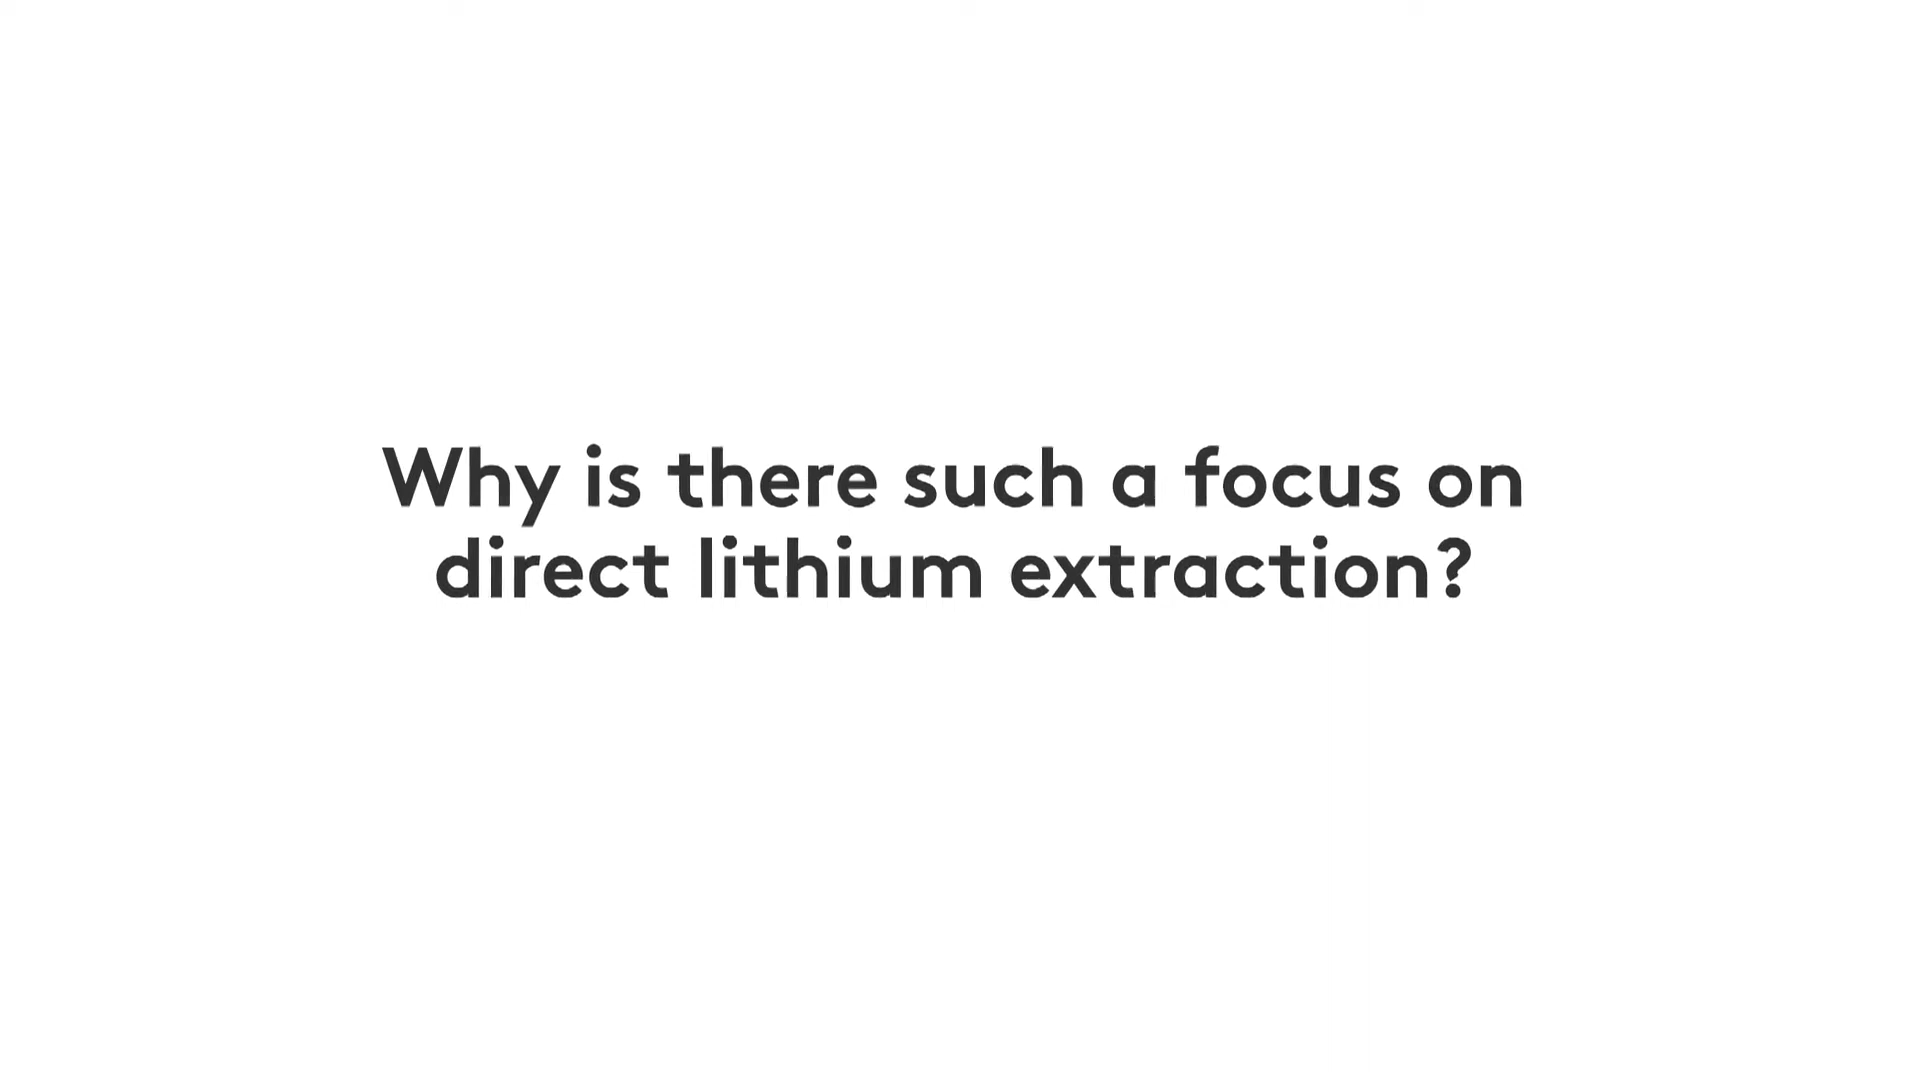 Why is there such a focus on
direct lithium extraction?